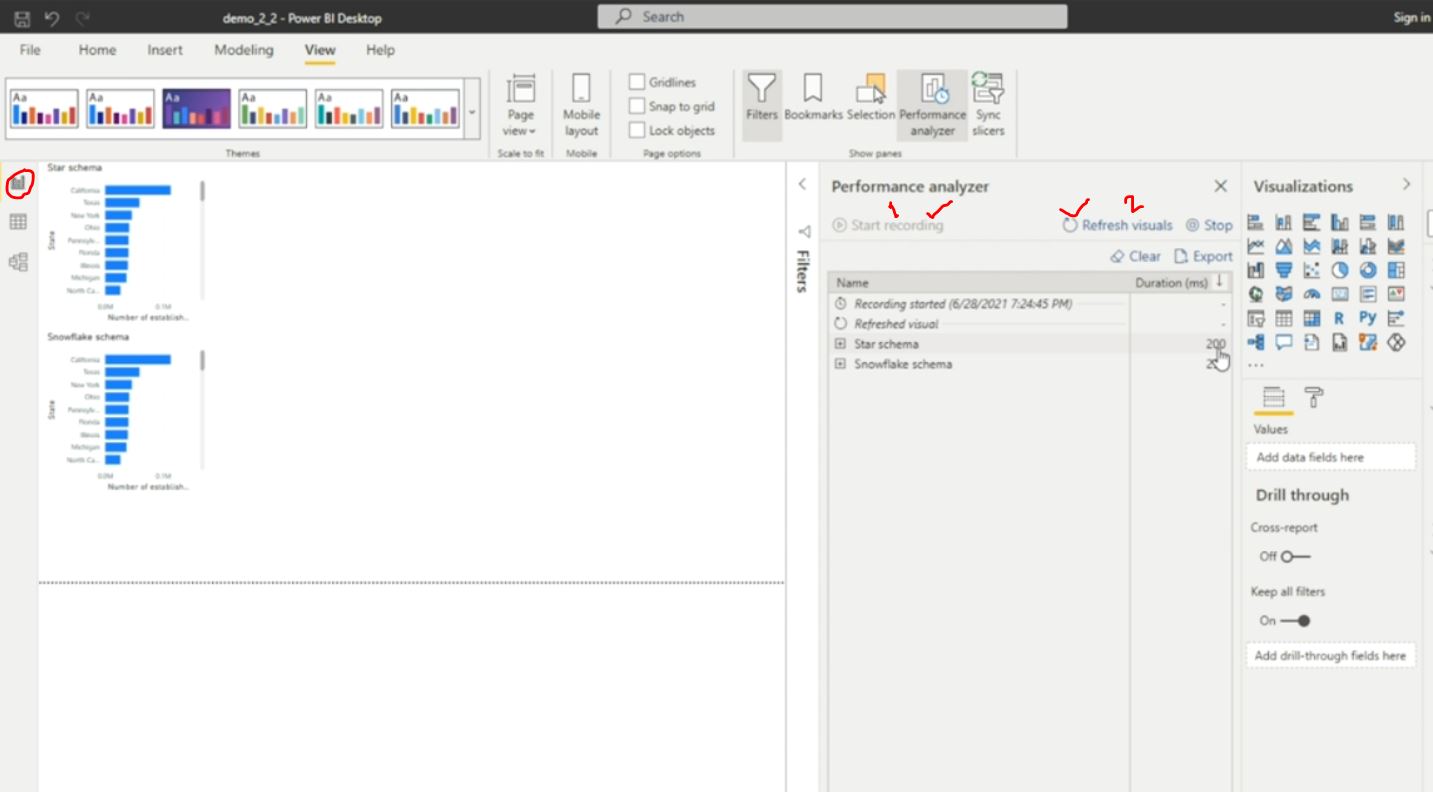 demo_2_2 - Power BI Desktop
Search
Sign in
File Home Insert Modeling View Help
Aa Aa Aa Aa Aa Aa
Page view
Mobile layout
Gridlines
Snap to grid
Lock objects
Filters Bookmarks Selection Performance analyzer Sync slicers
Themes Scale to fit Mobile Page options Show panes
Star schema
State
California
Texas
New York
Ohio
Pennsylv...
Florida
Illinois
Michigan
North Ca...
0.0M 0.1M
Number of establish...
Snowflake schema
State
California
Texas
New York
Ohio
Pennsylv...
Florida
Illinois
Michigan
North Ca...
0.0M 0.1M
Number of establish...
Filters
Performance analyzer
1 2
Start recording Refresh visuals Stop
Clear Export
Name Duration (ms)
Recording started (6/28/2021 7:24:45 PM) -
Refreshed visual -
Star schema 200
Snowflake schema
Visualizations
R Py
...
Values
Add data fields here
Drill through
Cross-report
Off
Keep all filters
On
Add drill-through fields here